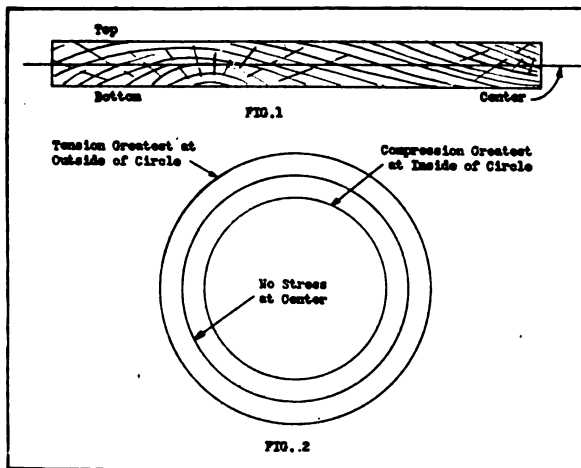 Top
Bottom
Center
FIG.1
Tension Greatest at
Outside of Circle
Compression Greatest
at Inside of Circle
No Stress
at Center
FIG..2